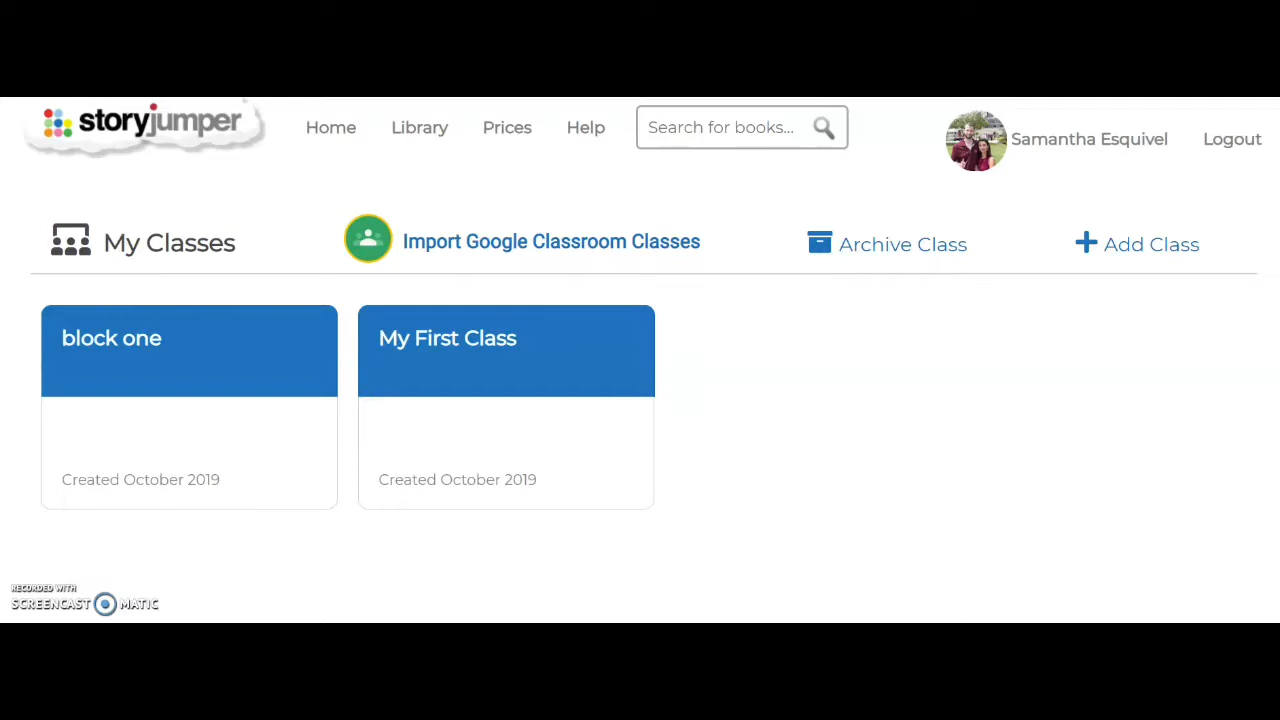 storyjumper
Home Library Prices Help Search for books... Samantha Esquivel Logout
My Classes Import Google Classroom Classes Archive Class Add Class
block one My First Class
Created October 2019 Created October 2019
RECORDED WITH
SCREENCAST MATIC